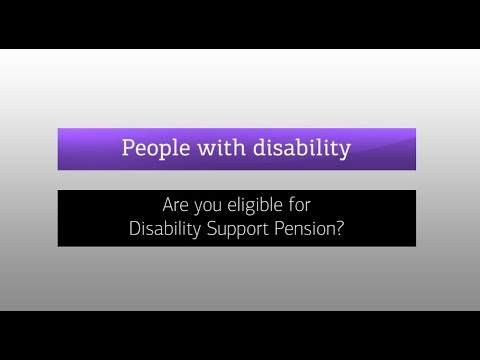 People with disability
Are you eligible for
Disability Support Pension?